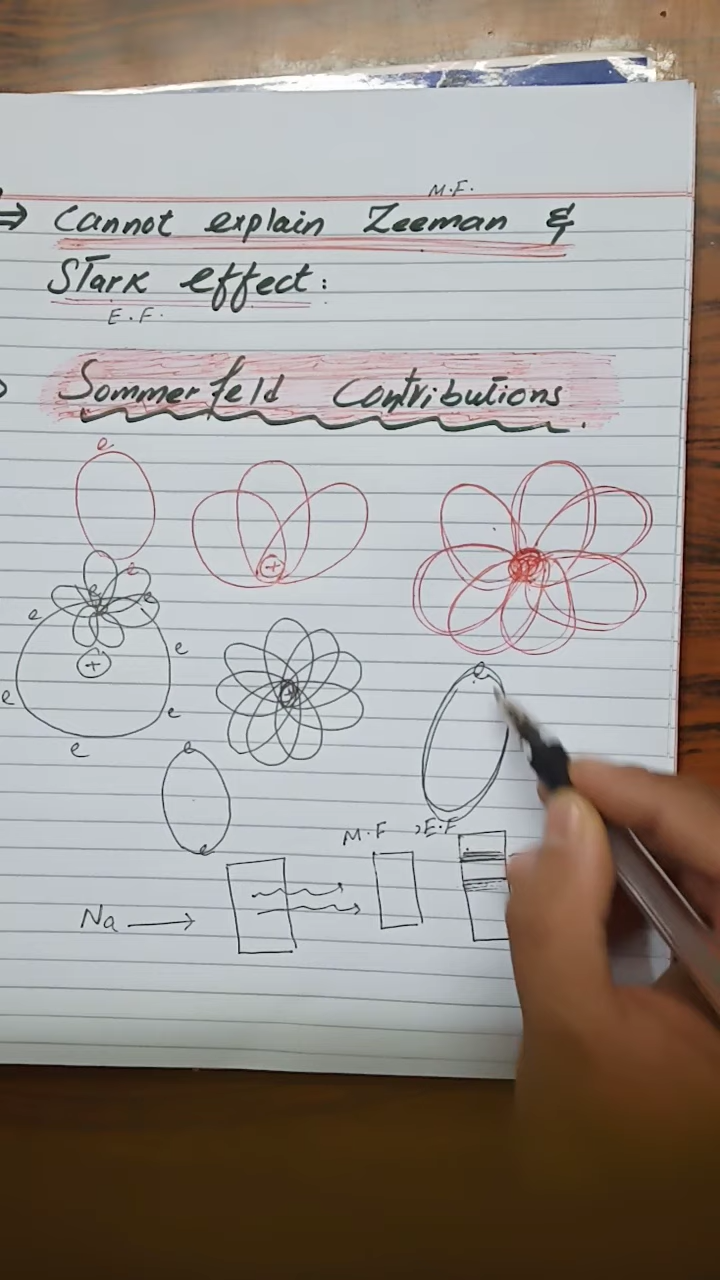 M.F.
⇒ Cannot explain Zeeman &
Stark effect:
E.F.
Sommerfeld Contributions.
e
+
e
e
e
e
e
+
e
e
e
e
e
e
e
M.F , E.F
Na →